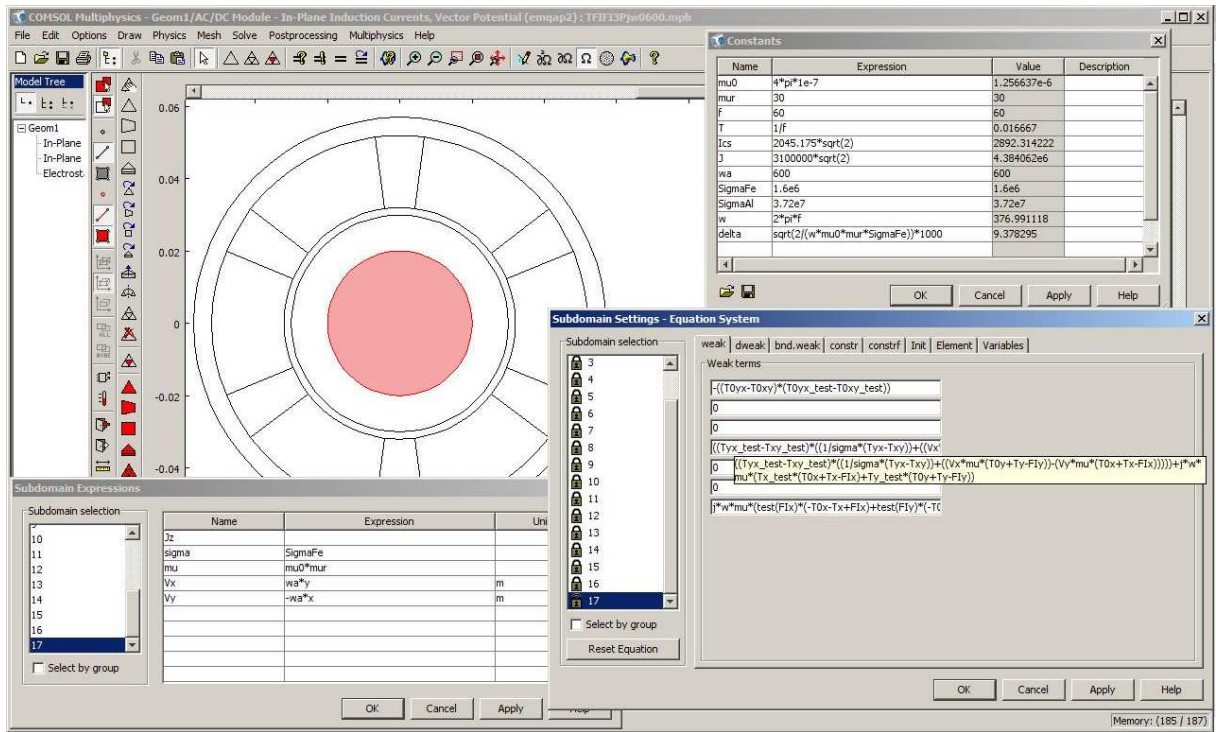 COMSOL Multiphysics - Geom1/AC/DC Module - In-Plane Induction Currents, Vector Potential (emqap2) : TFIFI3Pjw0600.mph
File Edit Options Draw Physics Mesh Solve Postprocessing Multiphysics Help
Model Tree
Geom1
In-Plane
In-Plane
Electrost
0.06
0.04
0.02
0
-0.02
-0.04
Constants
Name Expression Value Description
mu0 4*pi*1e-7 1.256637e-6
mur 30 30
f 60 60
T 1/f 0.016667
Ics 2045.175*sqrt(2) 2892.314222
J 3100000*sqrt(2) 4.384062e6
wa 600 600
SigmaFe 1.6e6 1.6e6
SigmaAl 3.72e7 3.72e7
w 2*pi*f 376.991118
delta sqrt(2/(w*mu0*mur*SigmaFe))*1000 9.378295
OK Cancel Apply Help
Subdomain Settings - Equation System
Subdomain selection
3
4
5
6
7
8
9
10
11
12
13
14
15
16
17
Select by group
Reset Equation
weak dweak bnd.weak constr constrf Init Element Variables
Weak terms
-((T0yx-T0xy)*(T0yx_test-T0xy_test))
0
0
((Tyx_test-Txy_test)*((1/sigma*(Tyx-Txy))+((Vx*
0
((Tyx_test-Txy_test)*((1/sigma*(Tyx-Txy))+((Vx*mu*(T0y+Ty-FIy))-(Vy*mu*(T0x+Tx-FIx)))))+j*w*
mu*(Tx_test*(T0x+Tx-FIx)+Ty_test*(T0y+Ty-FIy))
0
j*w*mu*(test(FIx)*(-T0x-Tx+FIx)+test(FIy)*(-T0
OK Cancel Apply Help
Subdomain Expressions
Subdomain selection
10
11
12
13
14
15
16
17
Select by group
Name Expression Uni
Jz
sigma SigmaFe
mu mu0*mur
Vx wa*y m
Vy -wa*x m
OK Cancel Apply Help
Memory: (185 / 187)